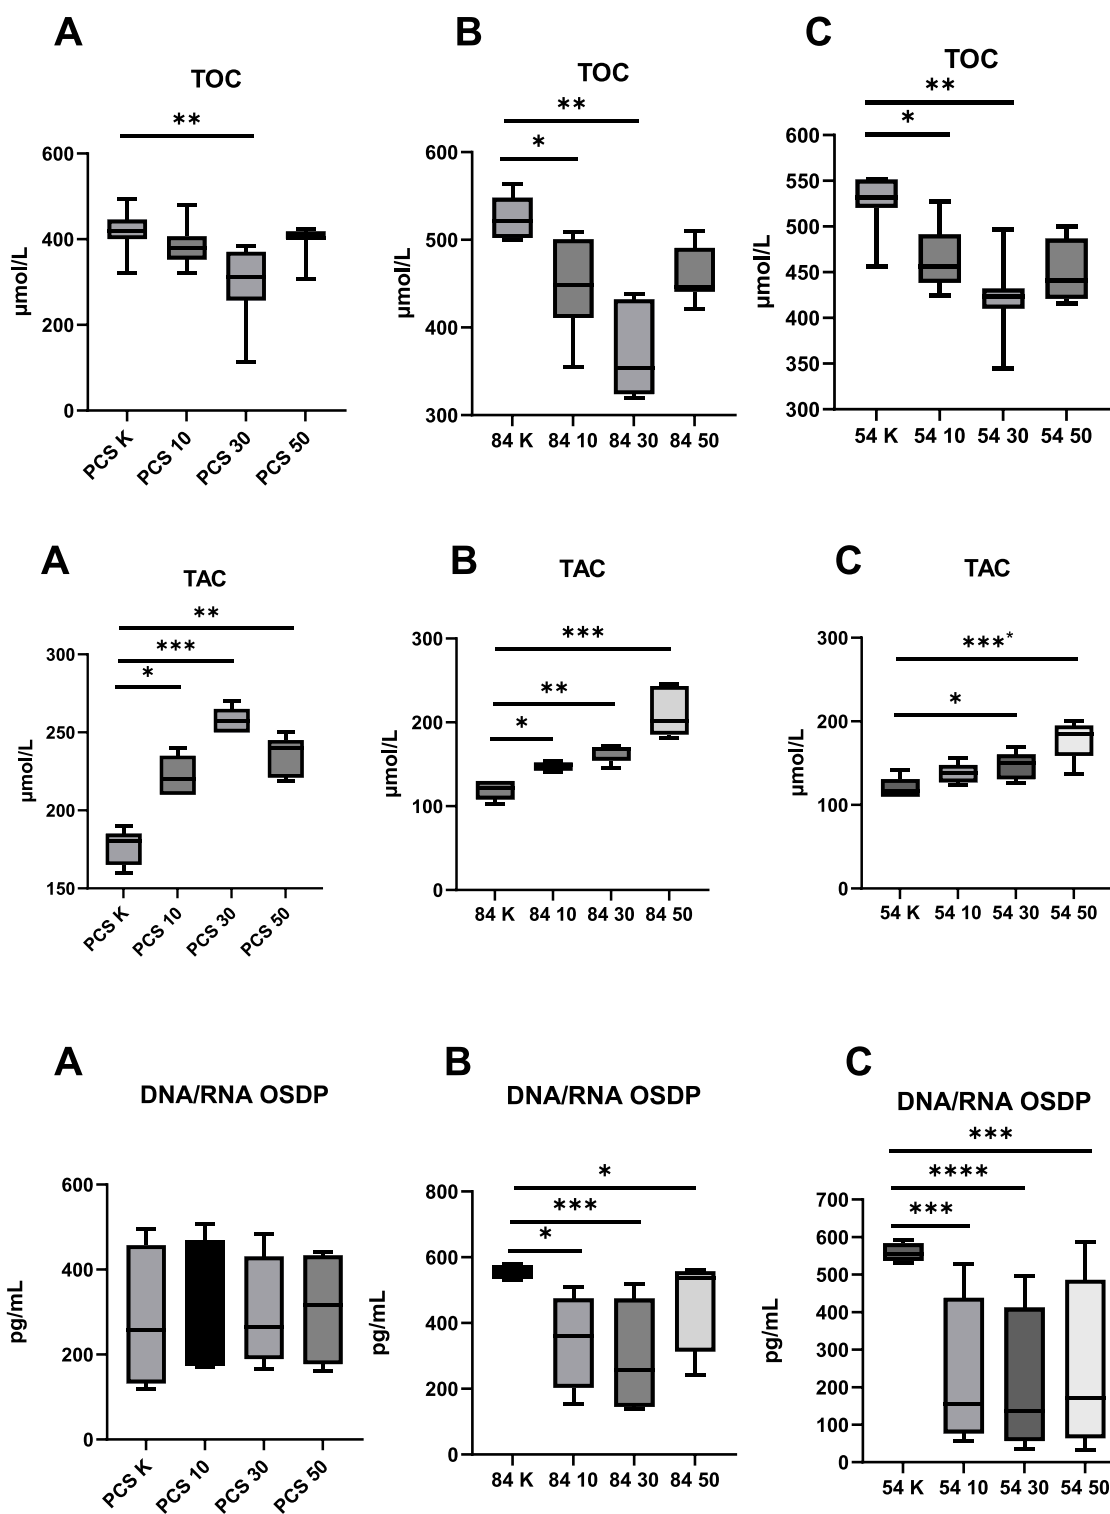 A
TOC
**
600
400
200
0
µmol/L
PCS K
PCS 10
PCS 30
PCS 50
B
TOC
**
*
600
500
400
300
µmol/L
84 K
84 10
84 30
84 50
C
TOC
**
*
600
550
500
450
400
350
300
µmol/L
54 K
54 10
54 30
54 50
A
TAC
**
***
*
300
250
200
150
µmol/L
PCS K
PCS 10
PCS 30
PCS 50
B
TAC
***
**
*
300
200
100
0
µmol/L
84 K
84 10
84 30
84 50
C
TAC
****
*
300
200
100
0
µmol/L
54 K
54 10
54 30
54 50
A
DNA/RNA OSDP
600
400
200
0
pg/mL
PCS K
PCS 10
PCS 30
PCS 50
B
DNA/RNA OSDP
*
***
*
800
600
400
200
0
pg/mL
84 K
84 10
84 30
84 50
C
DNA/RNA OSDP
***
****
***
700
600
500
400
300
200
100
0
pg/mL
54 K
54 10
54 30
54 50